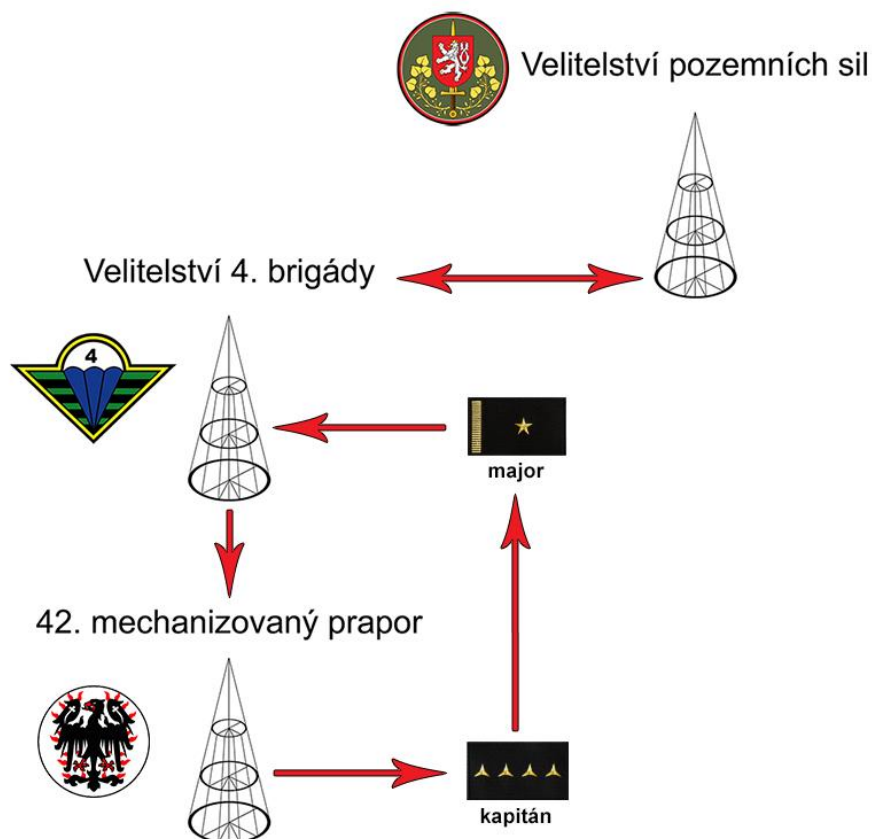 Velitelství pozemních sil
Velitelství 4. brigády
4
major
42. mechanizovaný prapor
kapitán